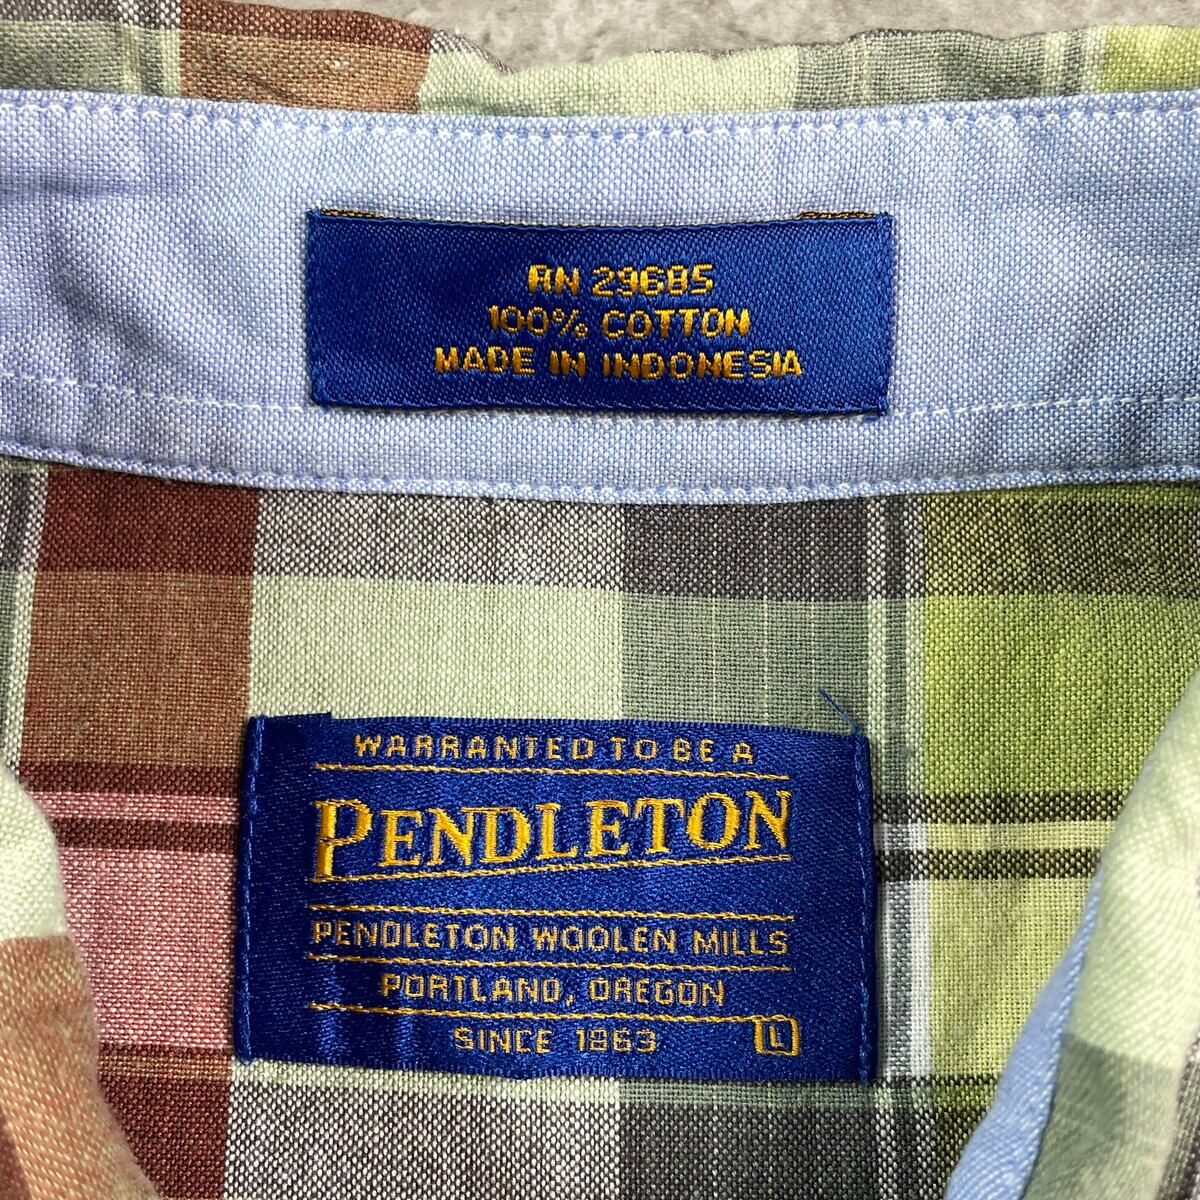 RN 29685
100% COTTON
MADE IN INDONESIA
WARRANTED TO BE A
PENDLETON
PENDLETON WOOLEN MILLS
PORTLAND, OREGON
SINCE 1863 L